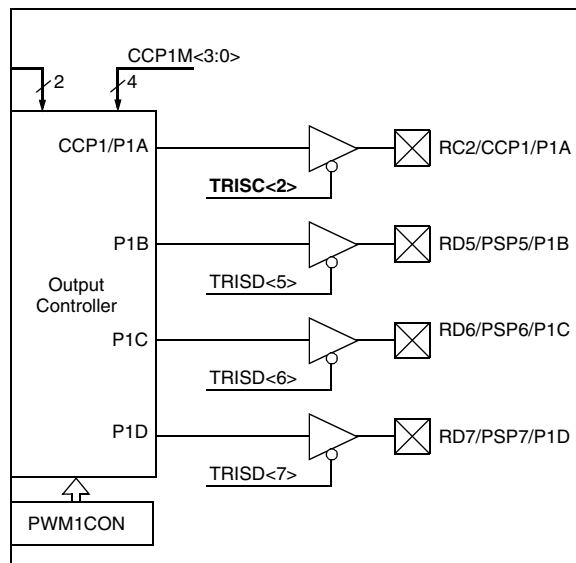 CCP1M<3:0>
2
4
CCP1/P1A
RC2/CCP1/P1A
TRISC<2>
P1B
RD5/PSP5/P1B
Output
Controller
TRISD<5>
P1C
RD6/PSP6/P1C
TRISD<6>
P1D
RD7/PSP7/P1D
TRISD<7>
PWM1CON